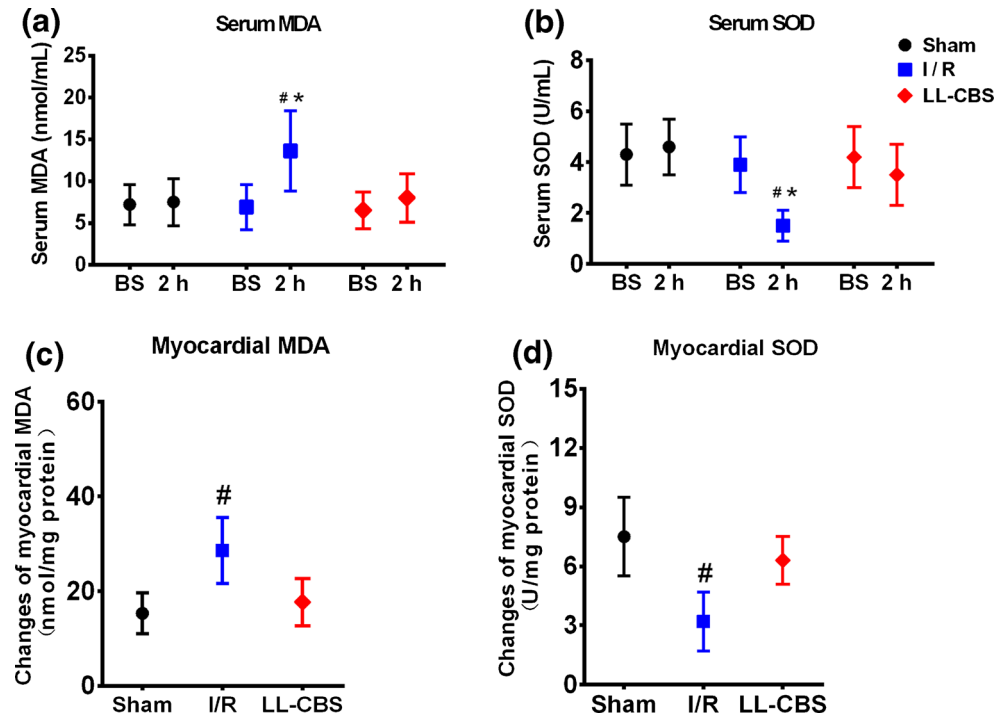 (a)
Serum MDA
Serum MDA (nmol/mL)
25
20
15
10
5
0
# *
BS 2 h BS 2 h BS 2 h
(b)
Serum SOD
Serum SOD (U/mL)
8
6
4
2
0
# *
BS 2 h BS 2 h BS 2 h
Sham
I / R
LL-CBS
(c)
Myocardial MDA
Changes of myocardial MDA
(nmol/mg protein)
60
40
20
0
#
Sham I/R LL-CBS
(d)
Myocardial SOD
Changes of myocardial SOD
(U/mg protein)
15
12
9
6
3
0
#
Sham I/R LL-CBS